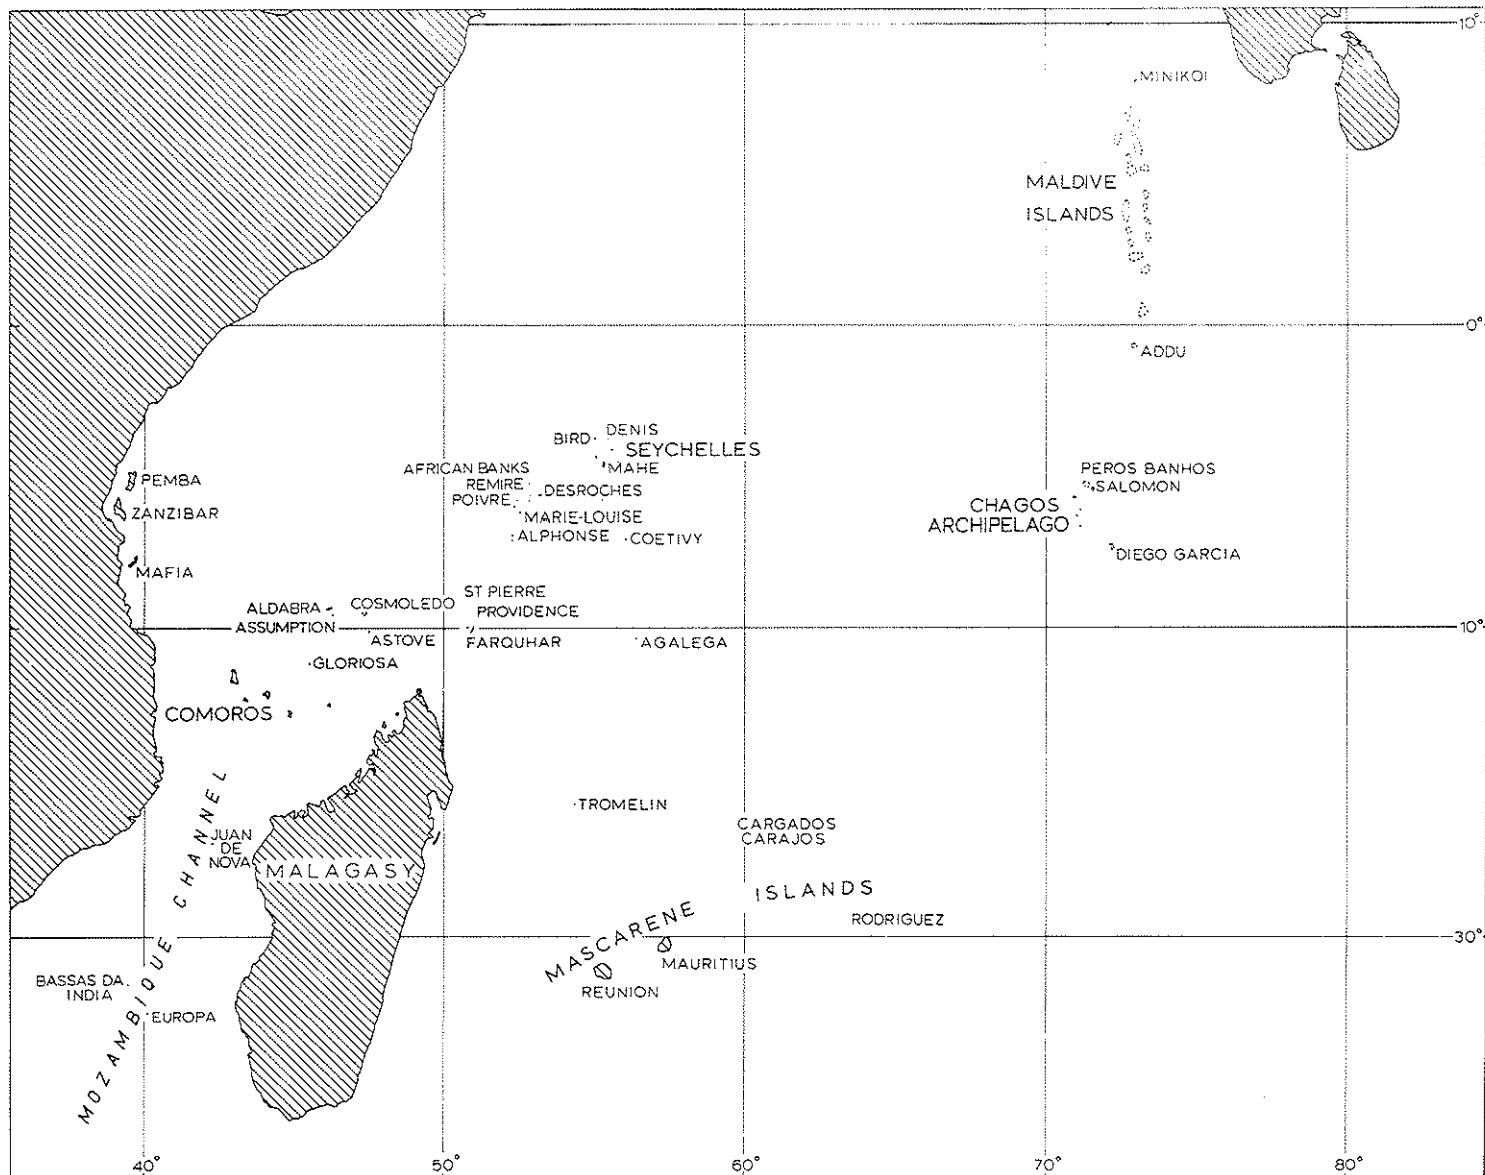 10°
MINIKOI
MALDIVE
ISLANDS
0°
ADDU
DENIS
BIRD
SEYCHELLES
MAHE
AFRICAN BANKS
REMIRE
DESROCHES
POIVRE
MARIE-LOUISE
ALPHONSE
COETIVY
PEROS BANHOS
SALOMON
CHAGOS
ARCHIPELAGO
DIEGO GARCIA
PEMBA
ZANZIBAR
MAFIA
ST PIERRE
ALDABRA
COSMOLEDO
PROVIDENCE
ASSUMPTION
10°
ASTOVE
FARQUHAR
AGALEGA
GLORIOSA
COMOROS
TROMELIN
CARGADOS
CARAJOS
JUAN
DE
NOVA
MALAGASY
MOZAMBIQUE CHANNEL
MASCARENE ISLANDS
RODRIGUEZ
30°
MAURITIUS
REUNION
BASSAS DA.
INDIA
EUROPA
40°
50°
60°
70°
80°